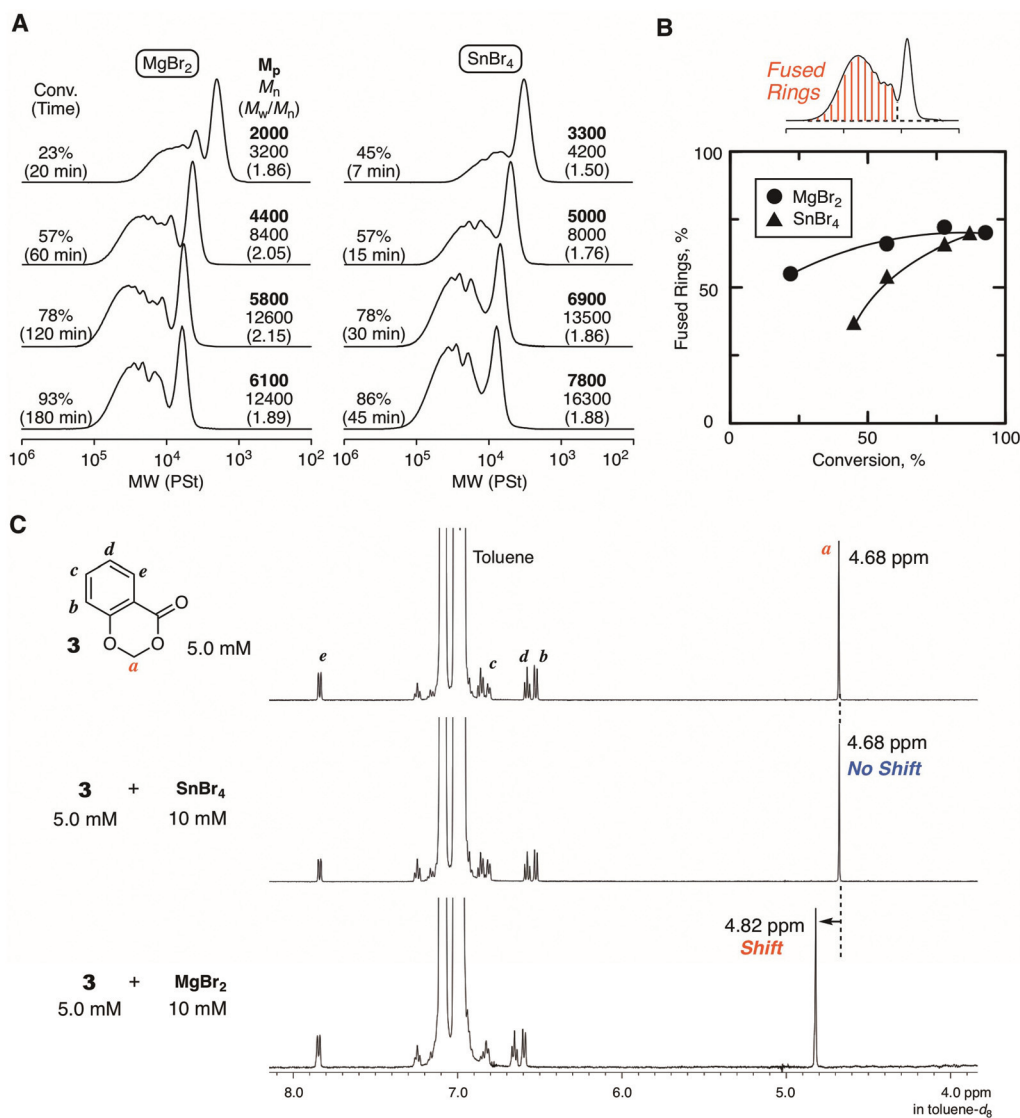 A
MgBr2
SnBr4
Conv.
(Time)
Mp
Mn
(Mw/Mn)
23%
(20 min)
2000
3200
(1.86)
57%
(60 min)
4400
8400
(2.05)
78%
(120 min)
5800
12600
(2.15)
93%
(180 min)
6100
12400
(1.89)
10^6 10^5 10^4 10^3 10^2
MW (PSt)
45%
(7 min)
3300
4200
(1.50)
57%
(15 min)
5000
8000
(1.76)
78%
(30 min)
6900
13500
(1.86)
86%
(45 min)
7800
16300
(1.88)
10^6 10^5 10^4 10^3 10^2
MW (PSt)
B
Fused
Rings
MgBr2
SnBr4
Fused Rings, %
100
50
0
0 50 100
Conversion, %
C
d
c e
b
O
O O
3 a 5.0 mM
Toluene
e c d b a 4.68 ppm
3 + SnBr4
5.0 mM 10 mM
4.68 ppm
No Shift
3 + MgBr2
5.0 mM 10 mM
4.82 ppm
Shift
8.0 7.0 6.0 5.0 4.0 ppm
in toluene-d8